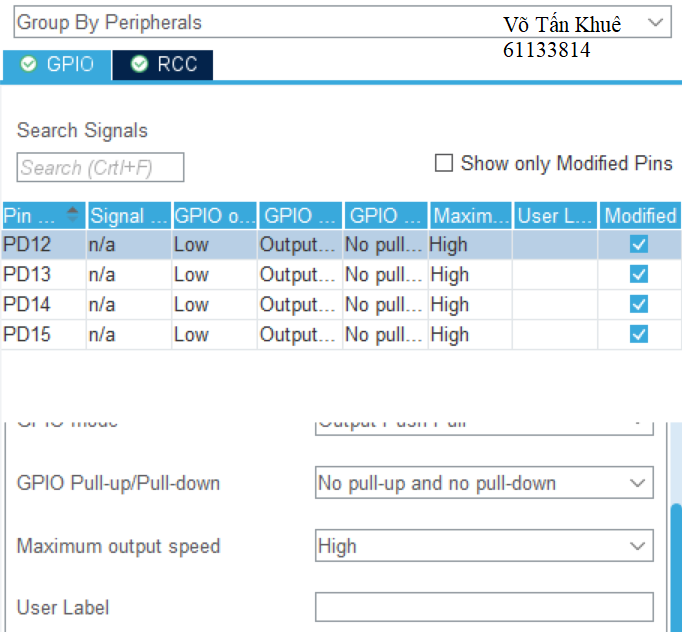 Group By Peripherals
Võ Tấn Khuê
61133814
GPIO RCC
Search Signals
Search (Crtl+F)
Show only Modified Pins
Pin ... Signal ... GPIO o... GPIO ... GPIO ... Maxim... User L... Modified
PD12 n/a Low Output... No pull... High
PD13 n/a Low Output... No pull... High
PD14 n/a Low Output... No pull... High
PD15 n/a Low Output... No pull... High
GPIO mode Output Push Pull
GPIO Pull-up/Pull-down No pull-up and no pull-down
Maximum output speed High
User Label